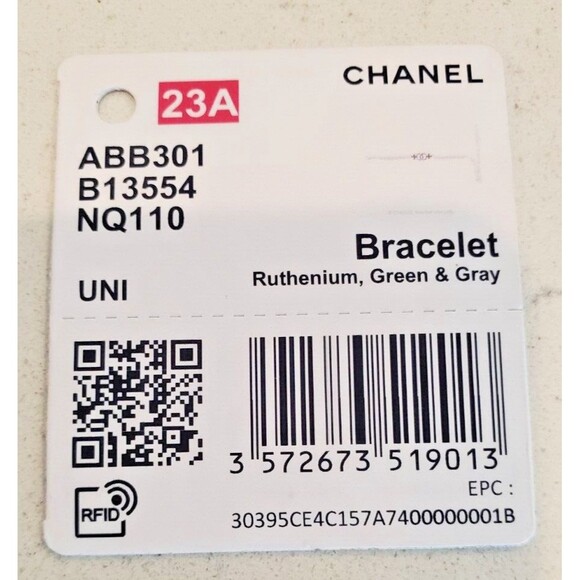 CHANEL
23A
ABB301
B13554
NQ110
Bracelet
Ruthenium, Green & Gray
UNI
3 572673 519013
EPC :
RFID
30395CE4C157A7400000001B